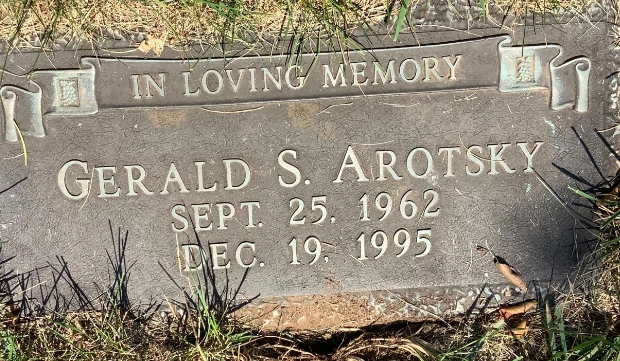 IN LOVING MEMORY
GERALD S. AROTSKY
SEPT. 25, 1962
DEC. 19, 1995